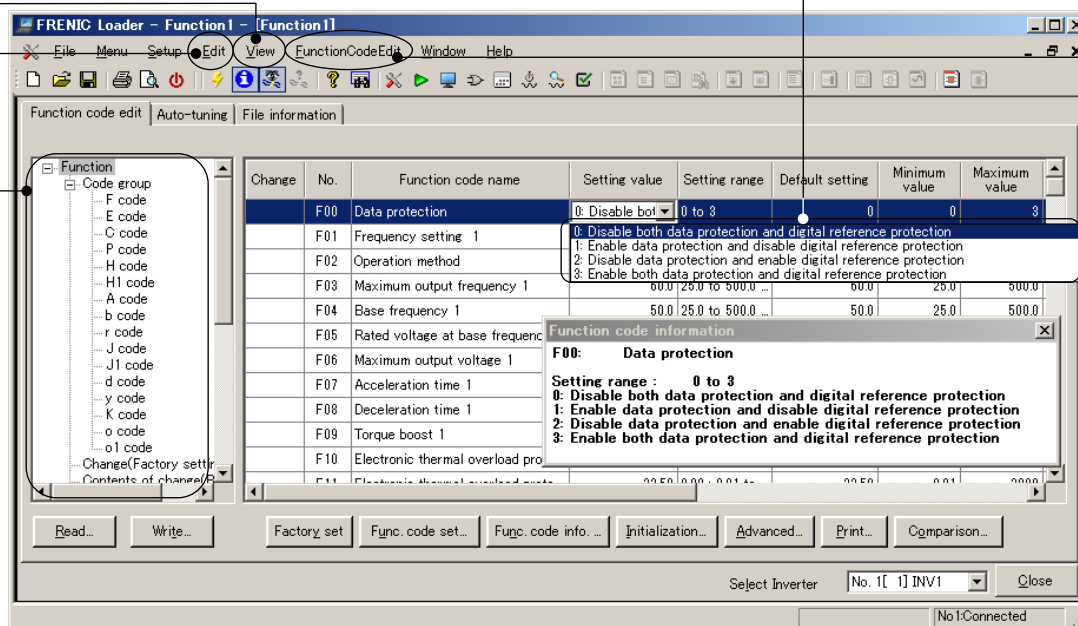 FRENIC Loader - Function1 - [Function1]
File Menu Setup Edit View FunctionCodeEdit Window Help
Function code edit Auto-tuning File information
Function
Code group
F code
E code
C code
P code
H code
H1 code
A code
b code
r code
J code
J1 code
d code
y code
K code
o code
o1 code
Change(Factory settin
Contents of change(R
Change No. Function code name Setting value Setting range Default setting Minimum value Maximum value
F00 Data protection 0: Disable bot 0 to 3 0 0 3
F01 Frequency setting 1
F02 Operation method
0: Disable both data protection and digital reference protection
1: Enable data protection and disable digital reference protection
2: Disable data protection and enable digital reference protection
3: Enable both data protection and digital reference protection
F03 Maximum output frequency 1 60.0 25.0 to 500.0 ... 60.0 25.0 500.0
F04 Base frequency 1 50.0 25.0 to 500.0 ... 50.0 25.0 500.0
F05 Rated voltage at base frequenc
F06 Maximum output voltage 1
F07 Acceleration time 1
F08 Deceleration time 1
F09 Torque boost 1
F10 Electronic thermal overload pro
F11 Electronic thermal overload prote
Function code information
F00: Data protection
Setting range : 0 to 3
0: Disable both data protection and digital reference protection
1: Enable data protection and disable digital reference protection
2: Disable data protection and enable digital reference protection
3: Enable both data protection and digital reference protection
Read... Write... Factory set Func. code set... Func. code info. ... Initialization... Advanced... Print... Comparison...
Select Inverter No. 1[ 1] INV1 Close
No1:Connected